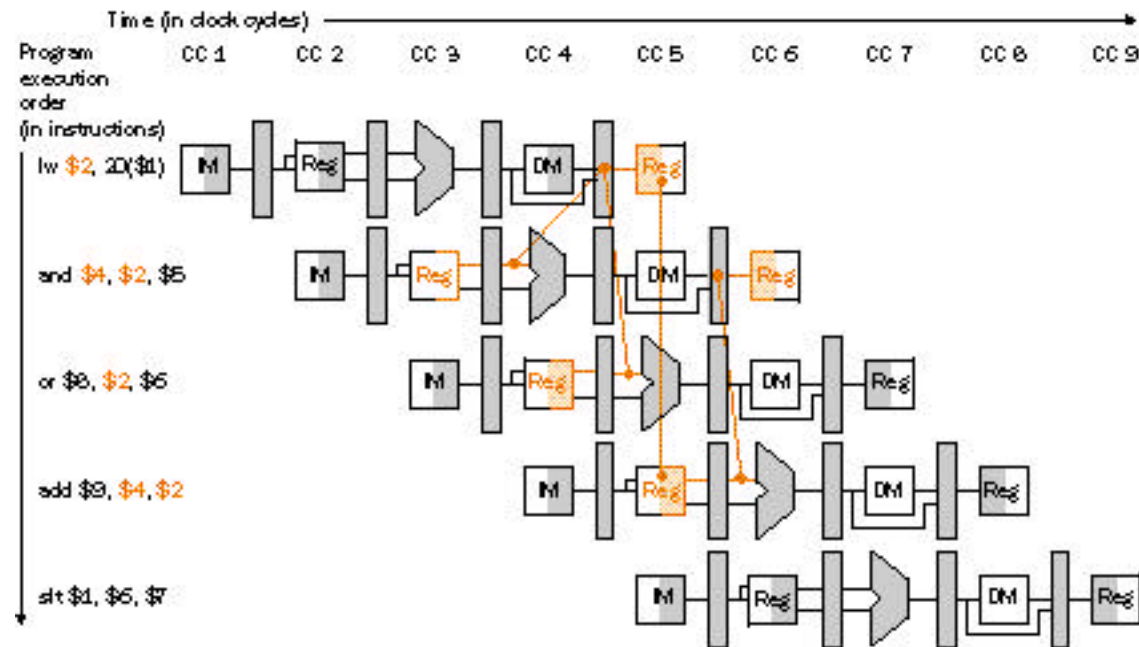 Time (in clock cycles)
Program
execution
order
(in instructions)
CC 1 CC 2 CC 3 CC 4 CC 5 CC 6 CC 7 CC 8 CC 9
lw $2, 20($1)
IM Reg DM Reg
and $4, $2, $5
IM Reg DM Reg
or $8, $2, $6
IM Reg DM Reg
add $9, $4, $2
IM Reg DM Reg
slt $1, $6, $7
IM Reg DM Reg